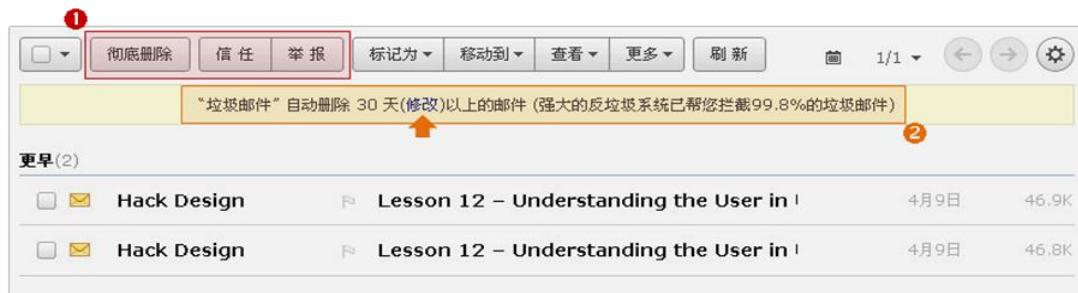 1
彻底删除 信任 举报 标记为 移动到 查看 更多 刷新 1/1
“垃圾邮件”自动删除 30 天(修改)以上的邮件 (强大的反垃圾系统已帮您拦截99.8%的垃圾邮件)
2
更早(2)
Hack Design Lesson 12 – Understanding the User in 4月9日 46.9K
Hack Design Lesson 12 – Understanding the User in 4月9日 46.8K